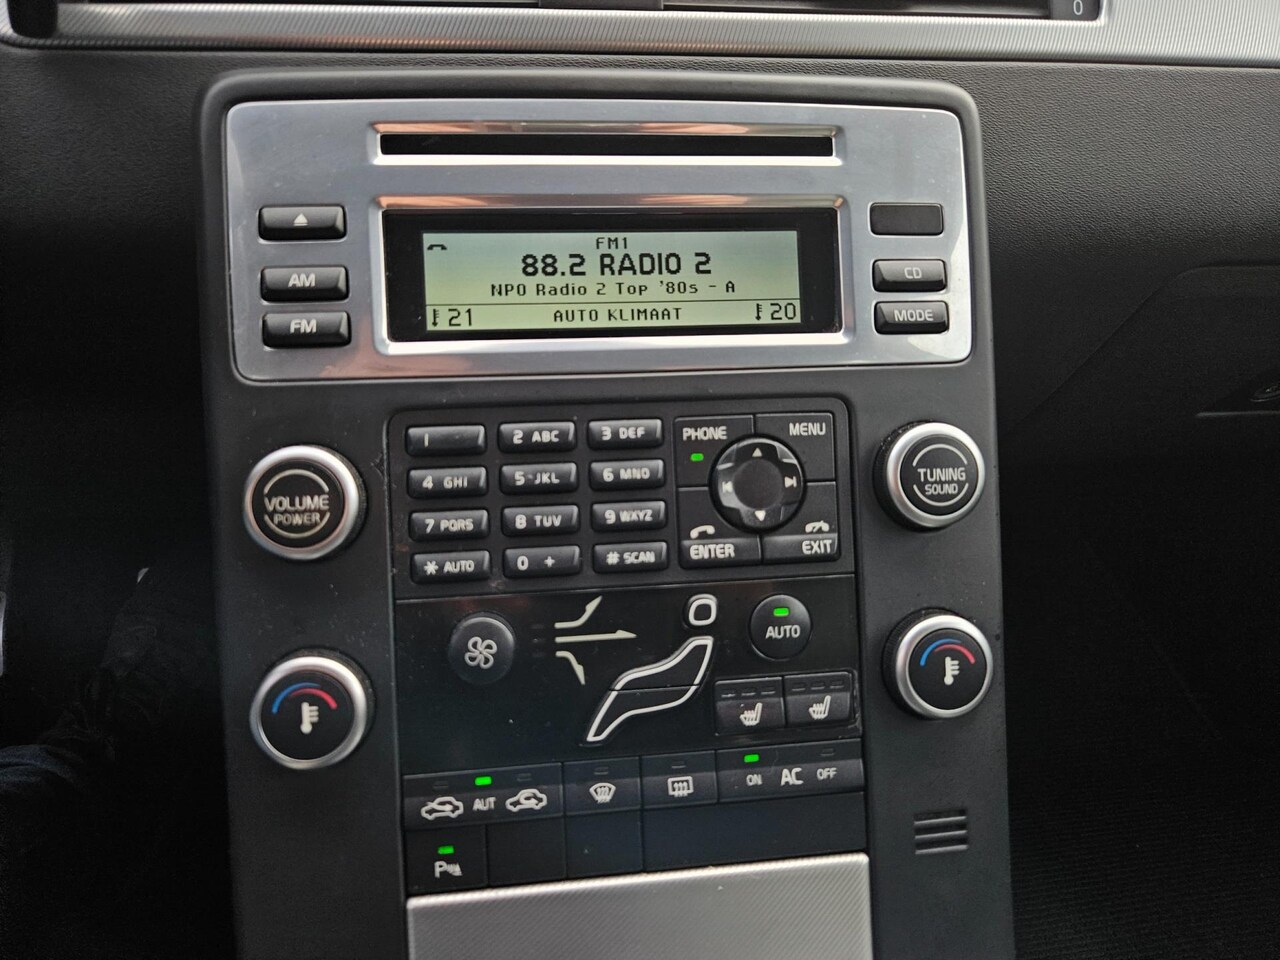 0
FM1
88.2 RADIO 2
NPO Radio 2 Top '80s - A
21 AUTO KLIMAAT 20
AM
FM
CD
MODE
1 2 ABC 3 DEF
4 GHI 5 JKL 6 MNO
7 PQRS 8 TUV 9 WXYZ
* AUTO 0 + # SCAN
PHONE MENU
ENTER EXIT
VOLUME
POWER
TUNING
SOUND
AUTO
AUT
ON AC OFF
P